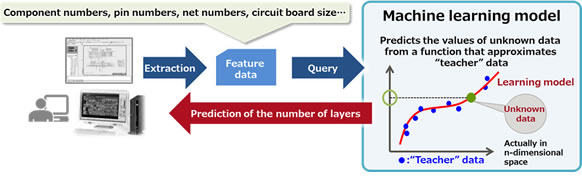 Component numbers, pin numbers, net numbers, circuit board size…
Extraction
Feature
data
Query
Prediction of the number of layers
Machine learning model
Predicts the values of unknown data
from a function that approximates
“teacher” data
Learning model
Unknown
data
Actually in
n-dimensional
space
:“Teacher” data